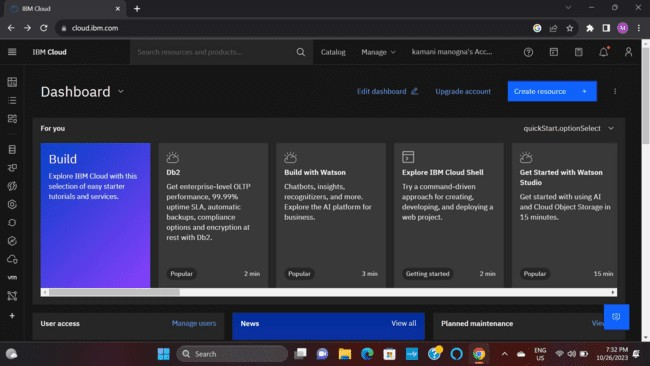 IBM Cloud
cloud.ibm.com
M
IBM Cloud
Search resources and products...
Catalog
Manage
kamani manogna's Acc...
Dashboard
Edit dashboard
Upgrade account
Create resource +
For you
quickStart.optionSelect
Build
Explore IBM Cloud with this
selection of easy starter
tutorials and services.
Db2
Get enterprise-level OLTP
performance, 99.99%
uptime SLA, automatic
backups, compliance
options and encryption at
rest with Db2.
Popular
2 min
Build with Watson
Chatbots, insights,
recognizers, and more.
Explore the AI platform for
business.
Popular
3 min
Explore IBM Cloud Shell
Try a command-driven
approach for creating,
developing, and deploying a
web project.
Getting started
2 min
Get Started with Watson
Studio
Get started with using AI
and Cloud Object Storage in
15 minutes.
Popular
15 min
vm
User access
Manage users
News
View all
Planned maintenance
Search
ENG
US
7:32 PM
10/26/2023